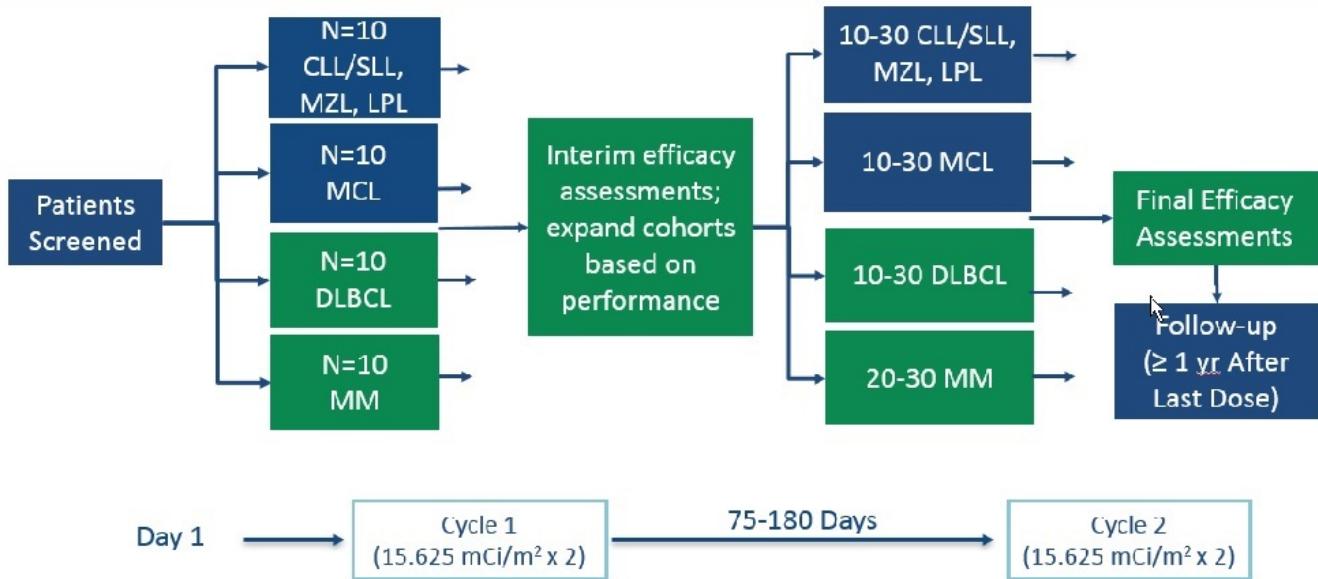 Patients
Screened
N=10
CLL/SLL,
MZL, LPL
N=10
MCL
N=10
DLBCL
N=10
MM
Interim efficacy
assessments;
expand cohorts
based on
performance
10-30 CLL/SLL,
MZL, LPL
10-30 MCL
10-30 DLBCL
20-30 MM
Final Efficacy
Assessments
Follow-up
(≥ 1 yr After
Last Dose)
Day 1
Cycle 1
(15.625 mCi/m² x 2)
75-180 Days
Cycle 2
(15.625 mCi/m² x 2)